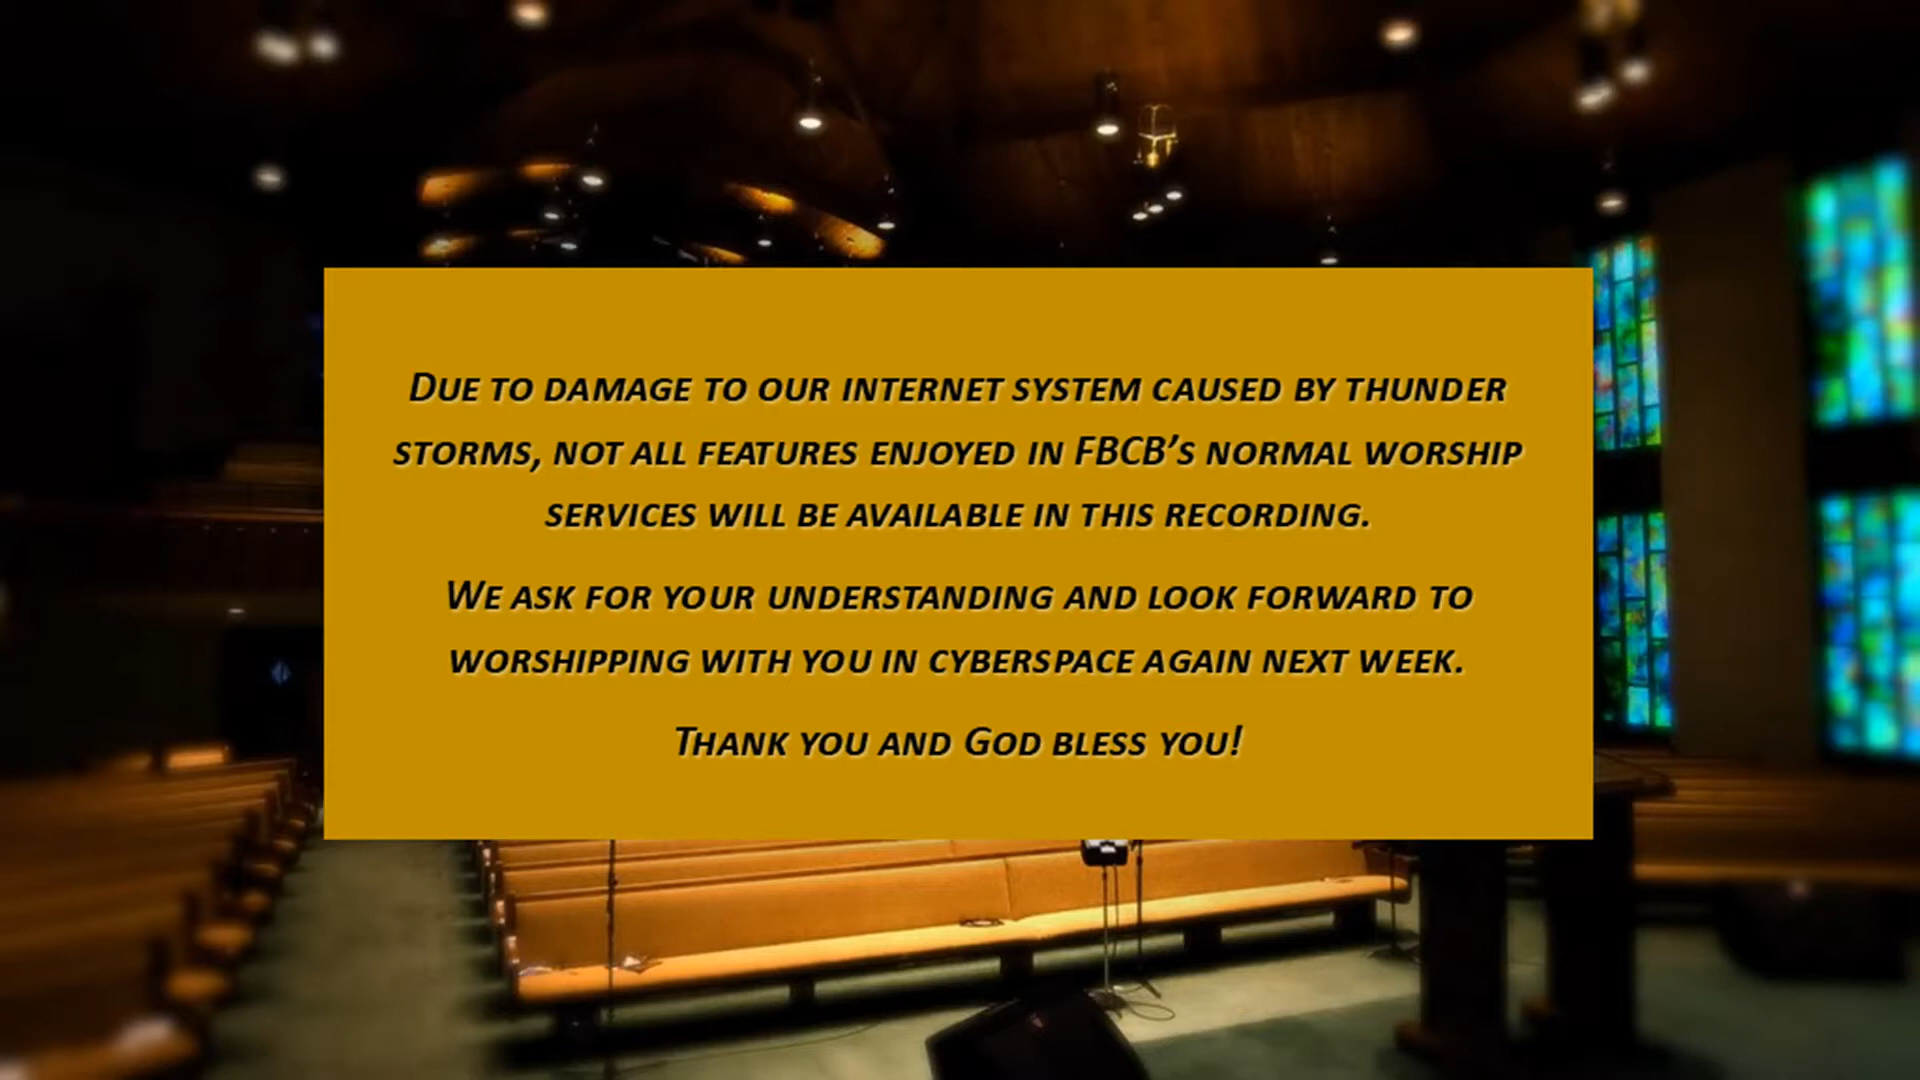 Due to damage to our internet system caused by thunder
storms, not all features enjoyed in FBCB’s normal worship
services will be available in this recording.
We ask for your understanding and look forward to
worshipping with you in cyberspace again next week.
Thank you and God bless you!